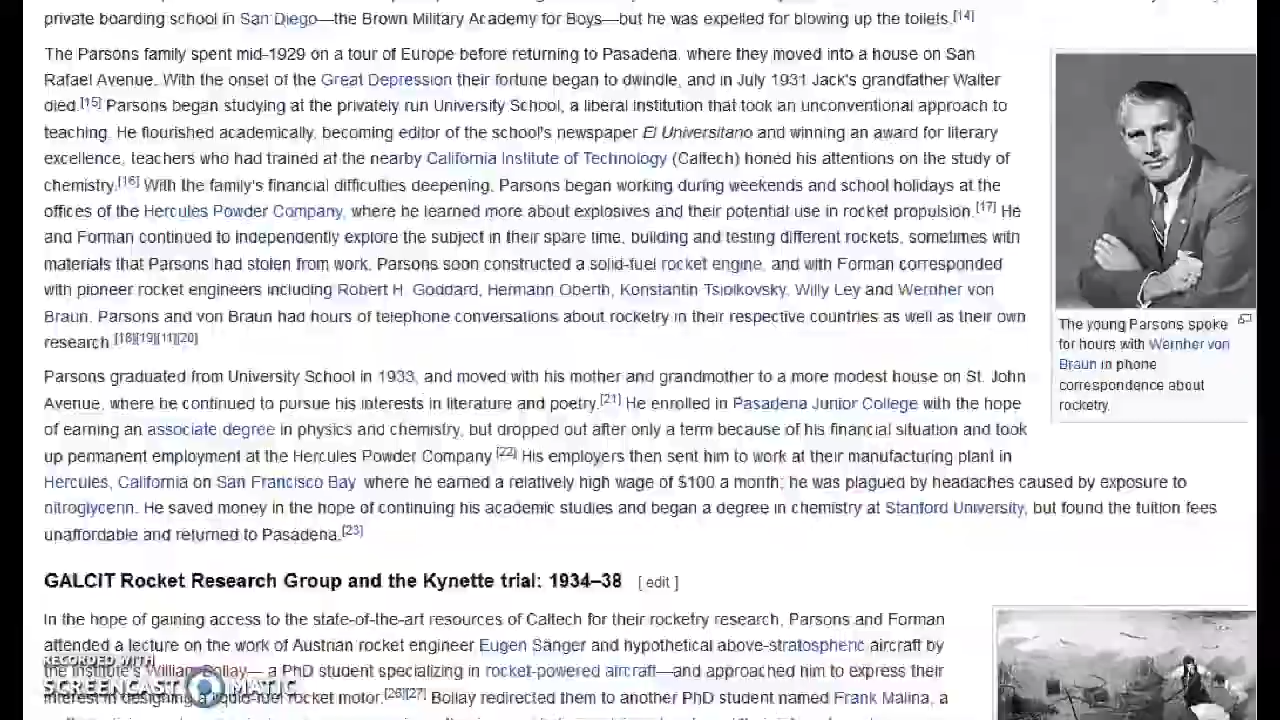 private boarding school in San Diego—the Brown Military Academy for Boys—but he was expelled for blowing up the toilets.[14]
The Parsons family spent mid-1929 on a tour of Europe before returning to Pasadena, where they moved into a house on San
Rafael Avenue. With the onset of the Great Depression their fortune began to dwindle, and in July 1931 Jack's grandfather Walter
died.[15] Parsons began studying at the privately run University School, a liberal institution that took an unconventional approach to
teaching. He flourished academically, becoming editor of the school's newspaper El Universitano and winning an award for literary
excellence, teachers who had trained at the nearby California Institute of Technology (Caltech) honed his attentions on the study of
chemistry.[16] With the family's financial difficulties deepening, Parsons began working during weekends and school holidays at the
offices of the Hercules Powder Company, where he learned more about explosives and their potential use in rocket propulsion.[17] He
and Forman continued to independently explore the subject in their spare time, building and testing different rockets, sometimes with
materials that Parsons had stolen from work. Parsons soon constructed a solid-fuel rocket engine, and with Forman corresponded
with pioneer rocket engineers including Robert H. Goddard, Hermann Oberth, Konstantin Tsiolkovsky, Willy Ley and Wernher von
Braun. Parsons and von Braun had hours of telephone conversations about rocketry in their respective countries as well as their own
research.[18][19][11][20]
The young Parsons spoke
for hours with Wernher von
Braun in phone
correspondence about
rocketry.
Parsons graduated from University School in 1933, and moved with his mother and grandmother to a more modest house on St. John
Avenue, where he continued to pursue his interests in literature and poetry.[21] He enrolled in Pasadena Junior College with the hope
of earning an associate degree in physics and chemistry, but dropped out after only a term because of his financial situation and took
up permanent employment at the Hercules Powder Company.[22] His employers then sent him to work at their manufacturing plant in
Hercules, California on San Francisco Bay, where he earned a relatively high wage of $100 a month; he was plagued by headaches caused by exposure to
nitroglycerin. He saved money in the hope of continuing his academic studies and began a degree in chemistry at Stanford University, but found the tuition fees
unaffordable and returned to Pasadena.[23]
GALCIT Rocket Research Group and the Kynette trial: 1934–38 [ edit ]
In the hope of gaining access to the state-of-the-art resources of Caltech for their rocketry research, Parsons and Forman
attended a lecture on the work of Austrian rocket engineer Eugen Sänger and hypothetical above-stratospheric aircraft by
the institute's William Bollay—a PhD student specializing in rocket-powered aircraft—and approached him to express their
interest in designing a liquid-fuel rocket motor.[26][27] Bollay redirected them to another PhD student named Frank Malina, a
RECORDED WITH
SCREENCAST MATIC